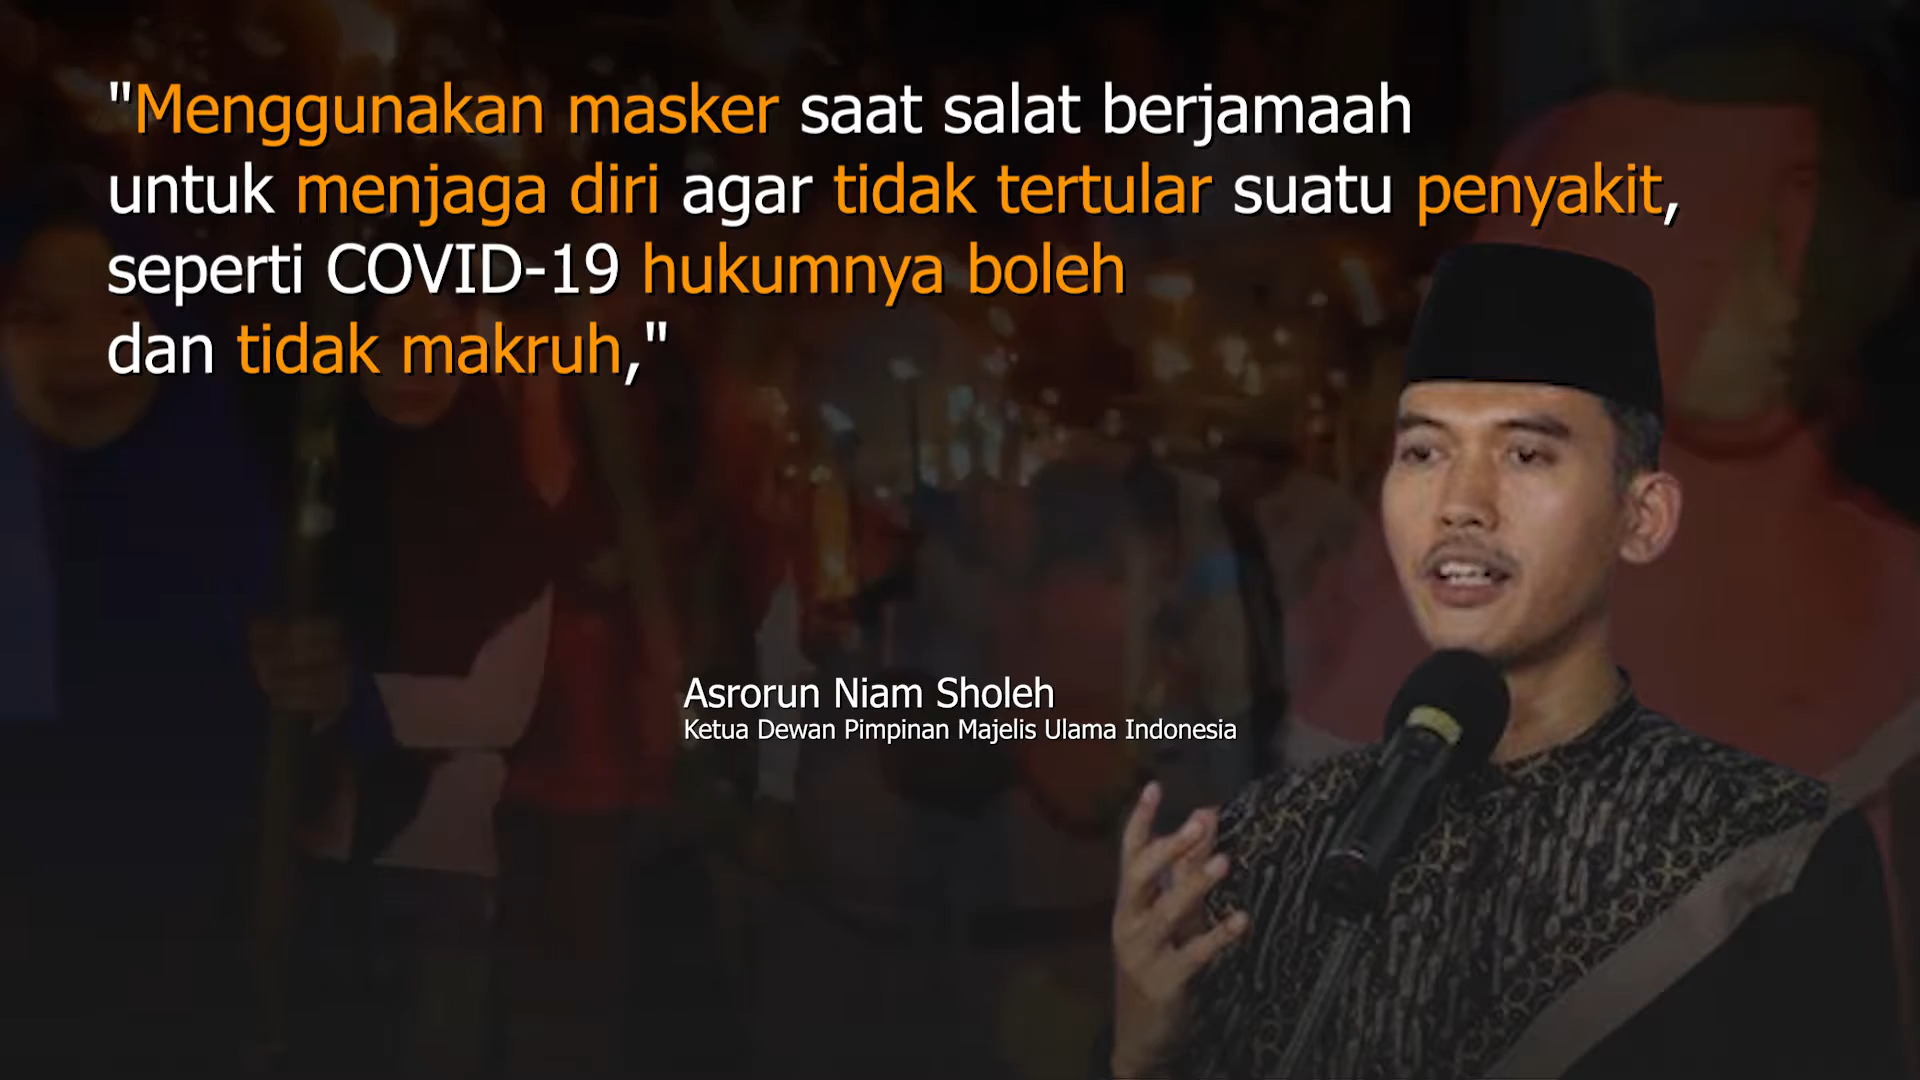 "Menggunakan masker saat salat berjamaah
untuk menjaga diri agar tidak tertular suatu penyakit,
seperti COVID-19 hukumnya boleh
dan tidak makruh,"
Asrorun Niam Sholeh
Ketua Dewan Pimpinan Majelis Ulama Indonesia